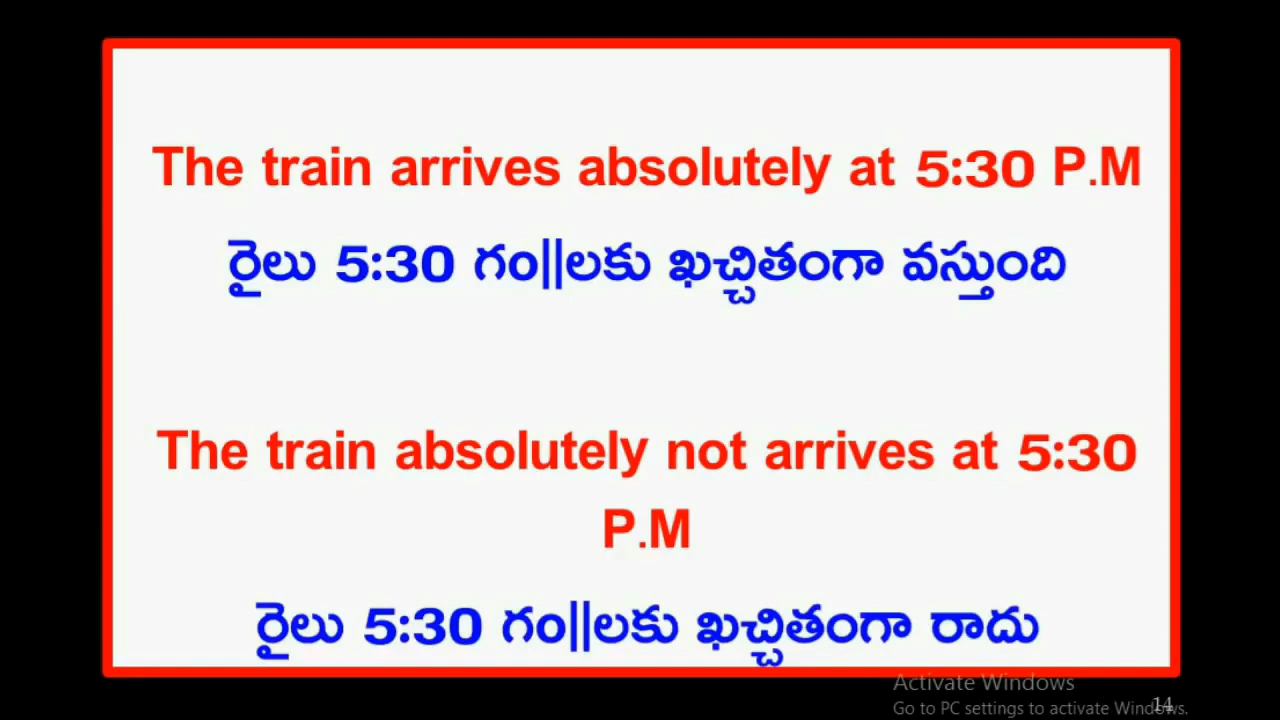 The train arrives absolutely at 5:30 P.M
రైలు 5:30 గం||లకు ఖచ్చితంగా వస్తుంది
The train absolutely not arrives at 5:30
P.M
రైలు 5:30 గం||లకు ఖచ్చితంగా రాదు
Activate Windows
Go to PC settings to activate Windows.
14